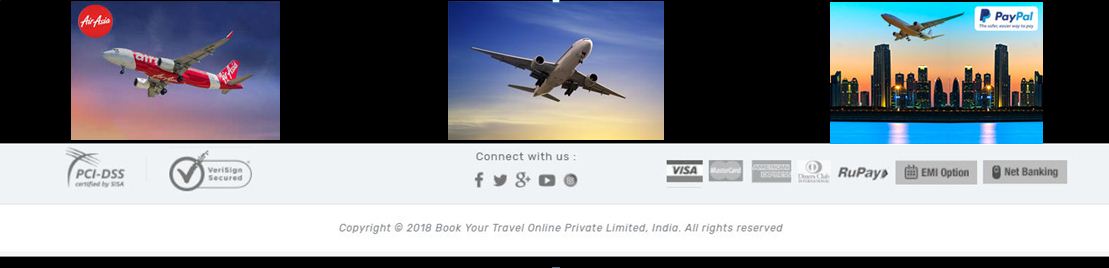 AirAsia
AirAsia
PayPal
The safer, easier way to pay
PCI-DSS
certified by SISA
VeriSign
Secured
Connect with us :
VISA
MasterCard
AMERICAN
EXPRESS
Diners Club
INTERNATIONAL
RuPay
EMI Option
Net Banking
Copyright © 2018 Book Your Travel Online Private Limited, India. All rights reserved